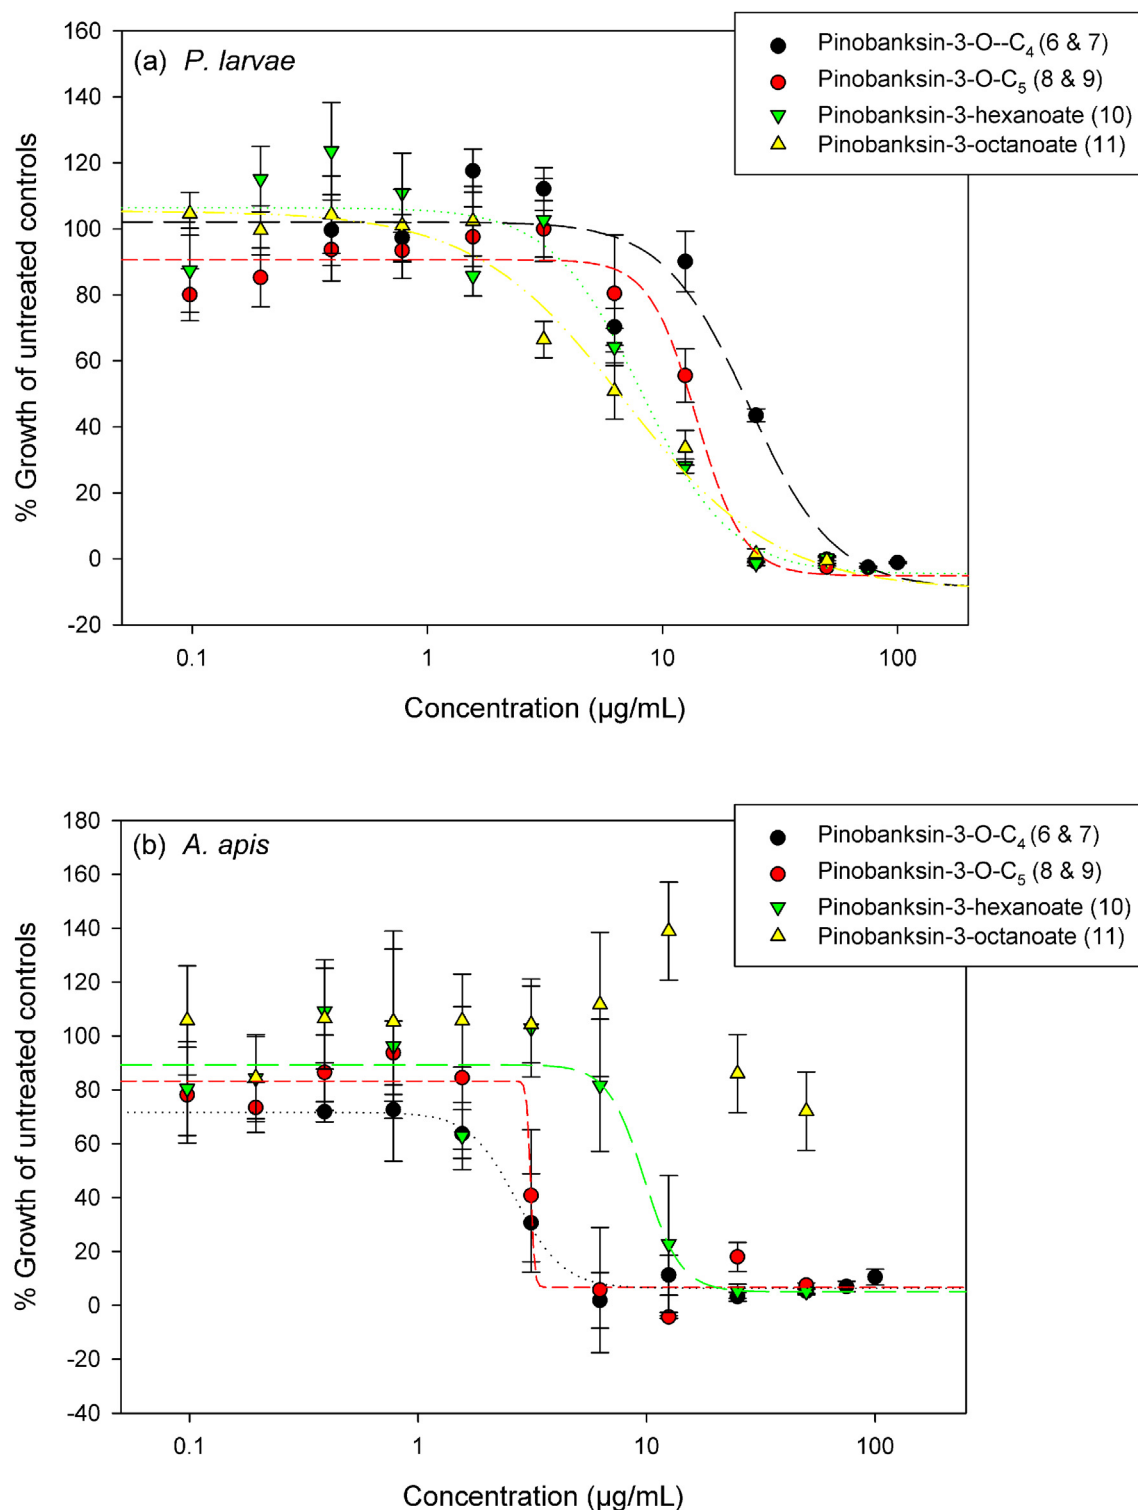 (a) P. larvae
Pinobanksin-3-O--C4 (6 & 7)
Pinobanksin-3-O-C5 (8 & 9)
Pinobanksin-3-hexanoate (10)
Pinobanksin-3-octanoate (11)
% Growth of untreated controls
160
140
120
100
80
60
40
20
0
-20
0.1 1 10 100
Concentration (µg/mL)
(b) A. apis
Pinobanksin-3-O-C4 (6 & 7)
Pinobanksin-3-O-C5 (8 & 9)
Pinobanksin-3-hexanoate (10)
Pinobanksin-3-octanoate (11)
% Growth of untreated controls
180
160
140
120
100
80
60
40
20
0
-20
-40
0.1 1 10 100
Concentration (µg/mL)